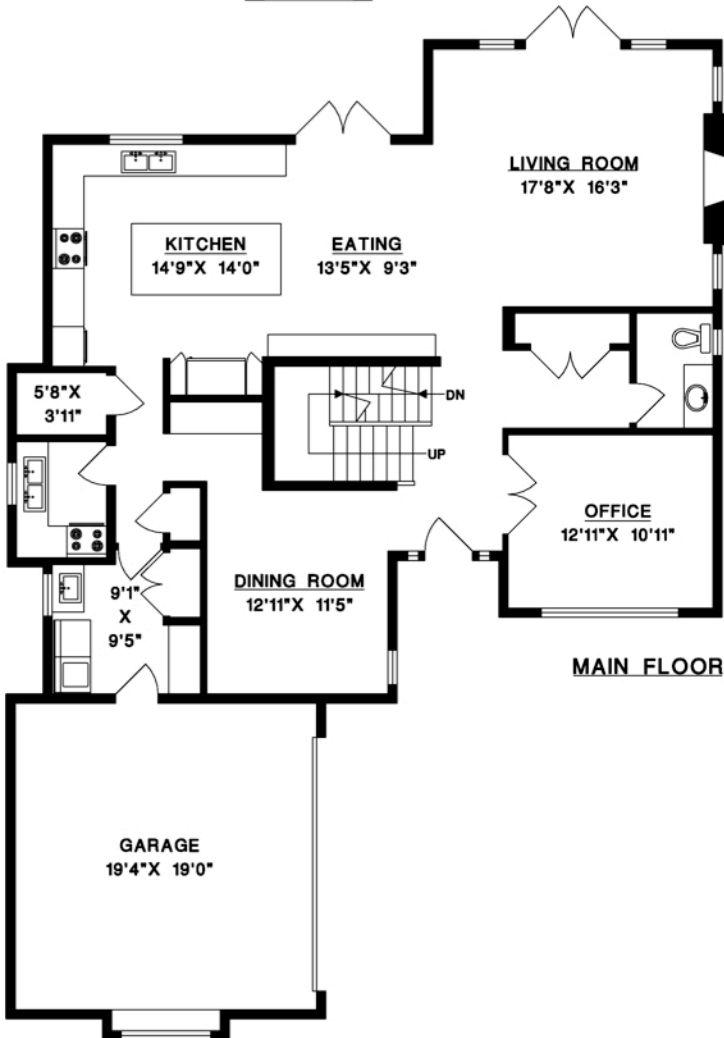 LIVING ROOM
17'8"X 16'3"
KITCHEN
14'9"X 14'0"
EATING
13'5"X 9'3"
5'8"X
3'11"
DN
UP
OFFICE
12'11"X 10'11"
DINING ROOM
12'11"X 11'5"
9'1"
X
9'5"
MAIN FLOOR
GARAGE
19'4"X 19'0"